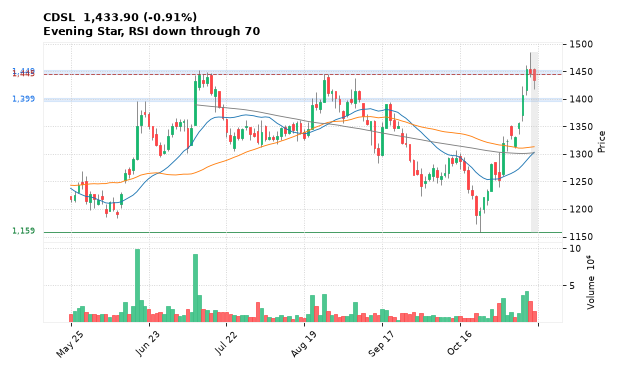 CDSL 1,433.90 (-0.91%)
Evening Star, RSI down through 70
1500
1450
1400
1350
1300
1250
1200
1150
Price
1,449
1,445
1,399
1,159
10
5
Volume 10⁶
May 25
Jun 23
Jul 22
Aug 19
Sep 17
Oct 16